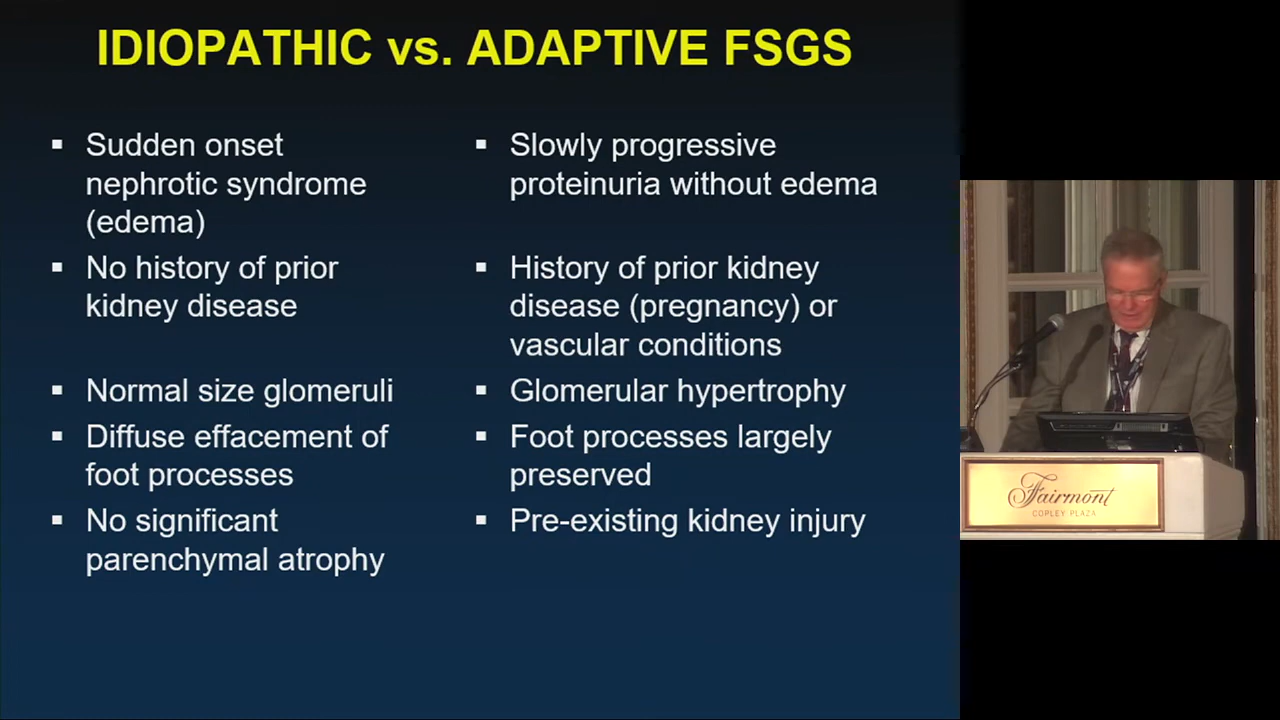 IDIOPATHIC vs. ADAPTIVE FSGS
▪ Sudden onset
nephrotic syndrome
(edema)
▪ No history of prior
kidney disease
▪ Normal size glomeruli
▪ Diffuse effacement of
foot processes
▪ No significant
parenchymal atrophy
▪ Slowly progressive
proteinuria without edema
▪ History of prior kidney
disease (pregnancy) or
vascular conditions
▪ Glomerular hypertrophy
▪ Foot processes largely
preserved
▪ Pre-existing kidney injury
Fairmont
COPLEY PLAZA